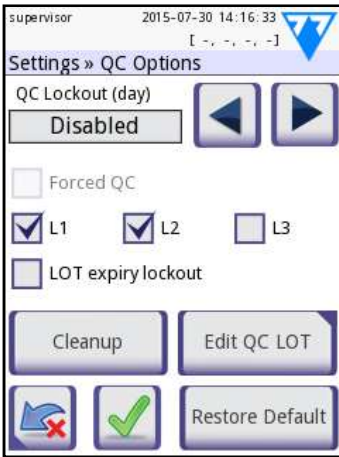 supervisor 2015-07-30 14:16:33
[ -, -, -, -]
77
Settings » QC Options
QC Lockout (day)
Disabled
Forced QC
L1 L2 L3
LOT expiry lockout
Cleanup Edit QC LOT
Restore Default